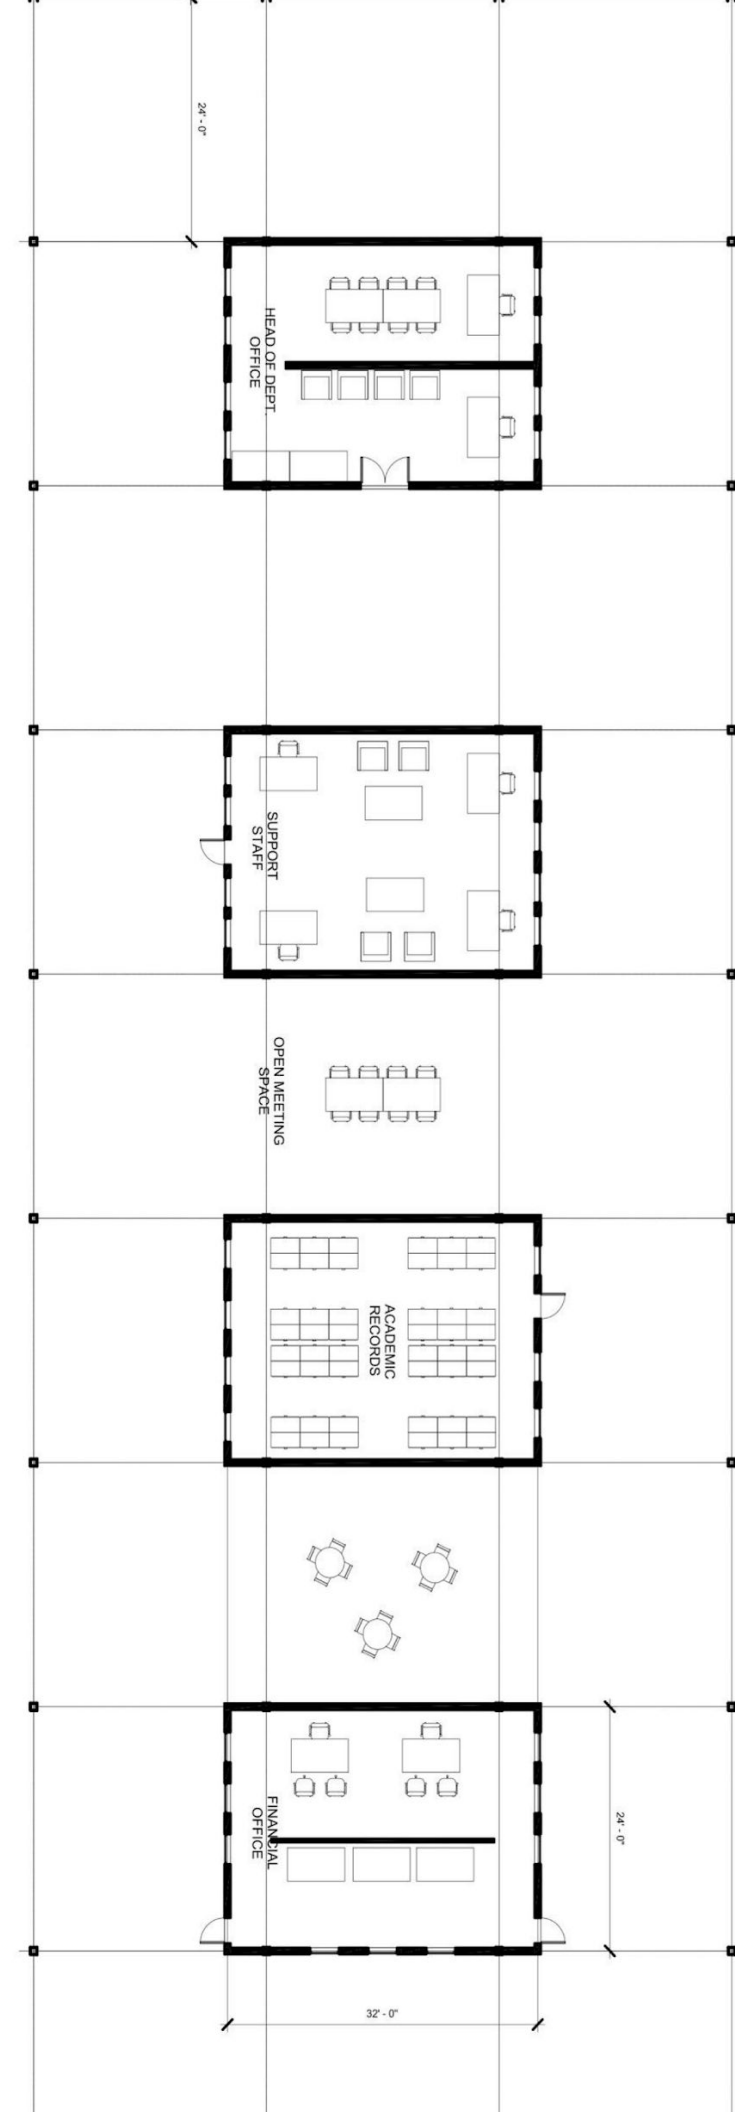 24' - 0"
HEAD OF DEPT.
OFFICE
SUPPORT
STAFF
OPEN MEETING
SPACE
ACADEMIC
RECORDS
FINANCIAL
OFFICE
24' - 0"
32' - 0"